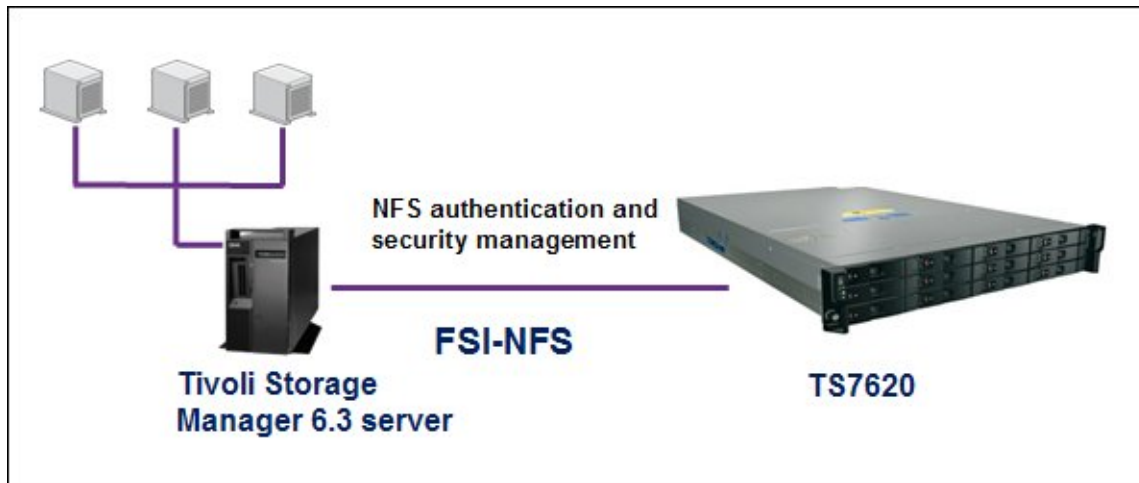 NFS authentication and
security management
FSI-NFS
Tivoli Storage
Manager 6.3 server
TS7620